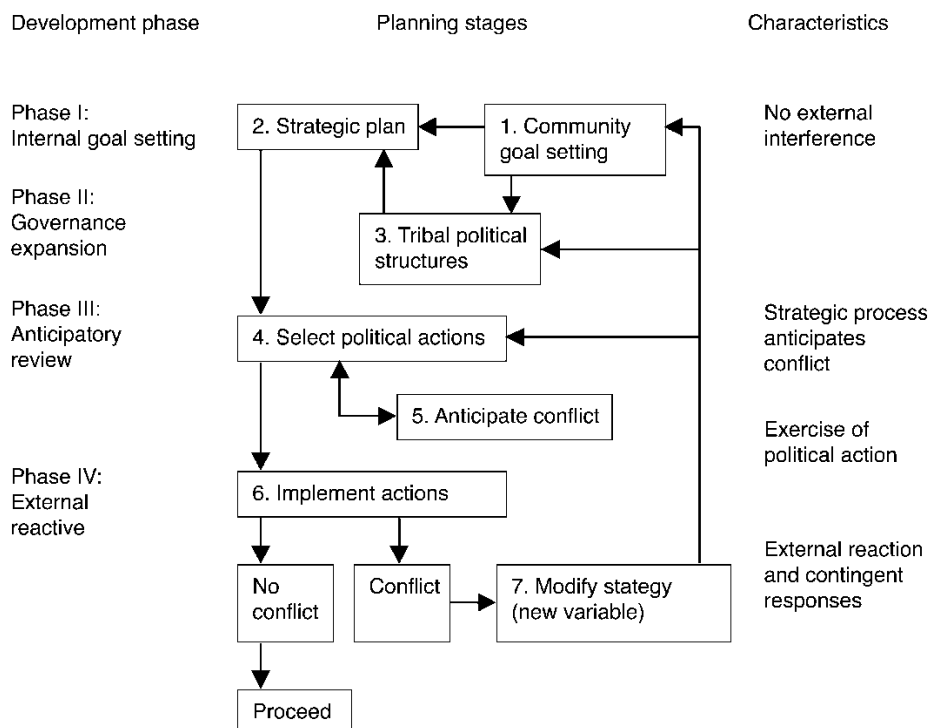 Development phase
Planning stages
Characteristics
Phase I:
Internal goal setting
2. Strategic plan
1. Community
goal setting
No external
interference
Phase II:
Governance
expansion
3. Tribal political
structures
Phase III:
Anticipatory
review
4. Select political actions
Strategic process
anticipates
conflict
5. Anticipate conflict
Exercise of
political action
Phase IV:
External
reactive
6. Implement actions
No
conflict
Conflict
7. Modify stategy
(new variable)
External reaction
and contingent
responses
Proceed